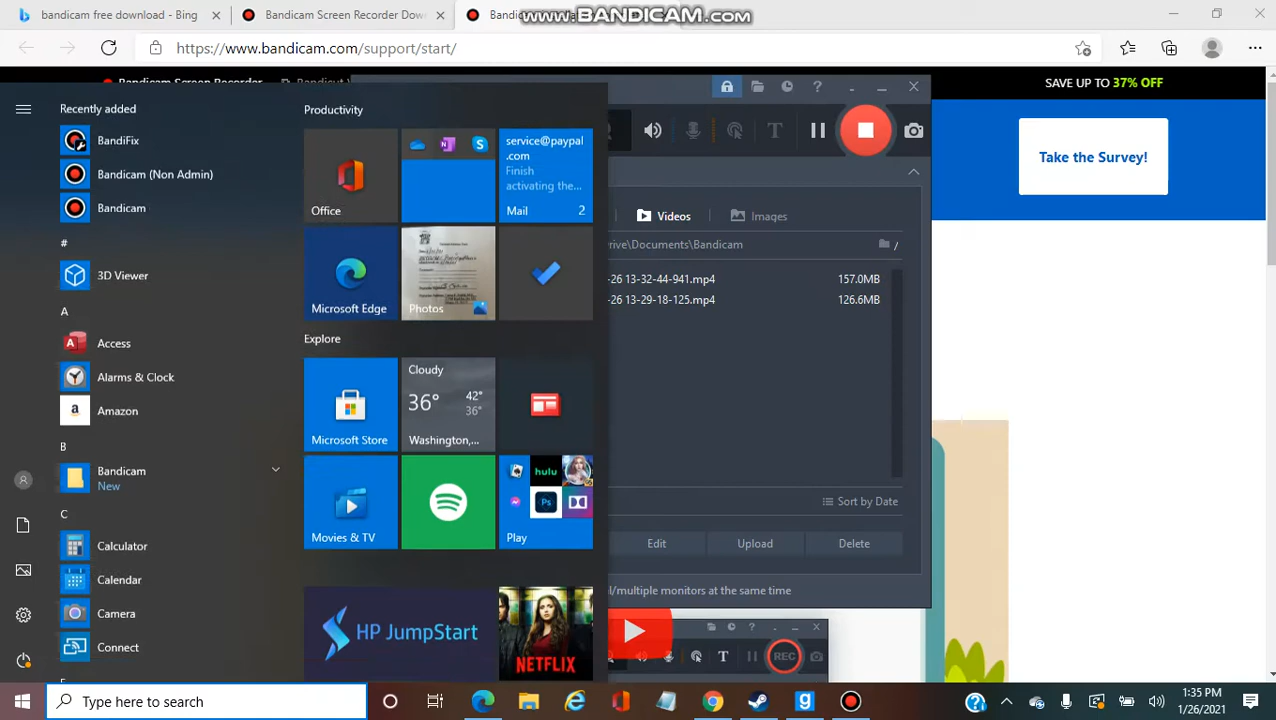 bandicam free download - Bing
Bandicam Screen Recorder Dow
Bandic
www.BANDICAM.com
https://www.bandicam.com/support/start/
Bandicam Screen Recorder
Bandicut
SAVE UP TO 37% OFF
Take the Survey!
Recently added
BandiFix
Bandicam (Non Admin)
Bandicam
#
3D Viewer
A
Access
Alarms & Clock
Amazon
B
Bandicam
New
C
Calculator
Calendar
Camera
Connect
Productivity
Office
service@paypal
.com
Finish
activating the...
Mail 2
Microsoft Edge
Photos
Explore
Microsoft Store
Cloudy
36° 42°
36°
Washington,...
Movies & TV
hulu
Ps
Play
HP JumpStart
NETFLIX
Videos
Images
rive\Documents\Bandicam
-26 13-32-44-941.mp4 157.0MB
-26 13-29-18-125.mp4 126.6MB
Sort by Date
Edit
Upload
Delete
l/multiple monitors at the same time
REC
Type here to search
1:35 PM
1/26/2021